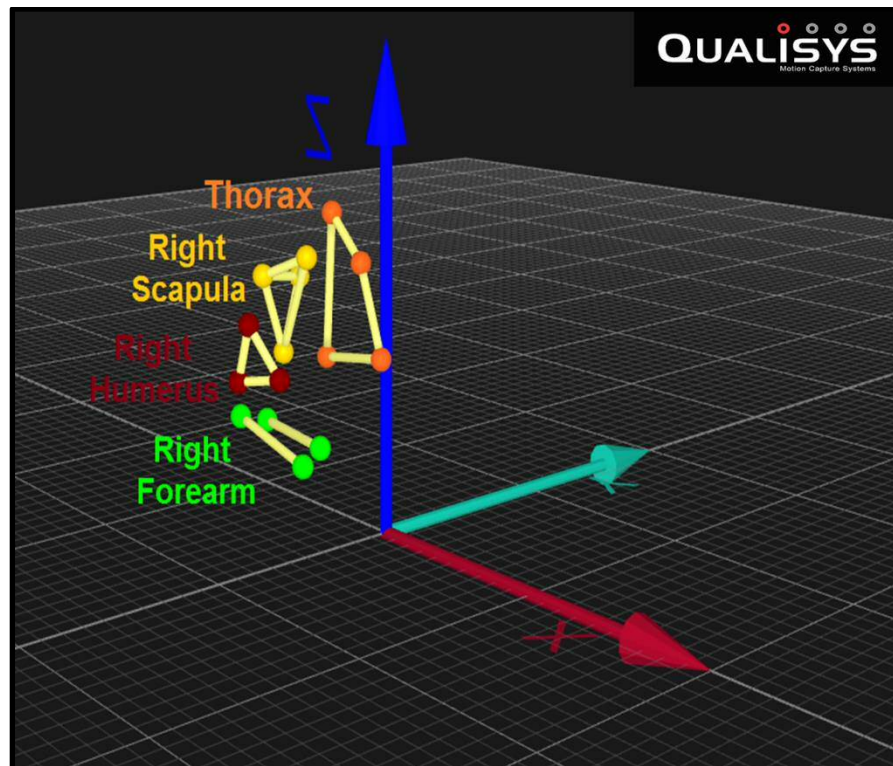 QUALISYS
Motion Capture Systems
Z
Thorax
Right
Scapula
Right
Humerus
Right
Forearm
Y
X